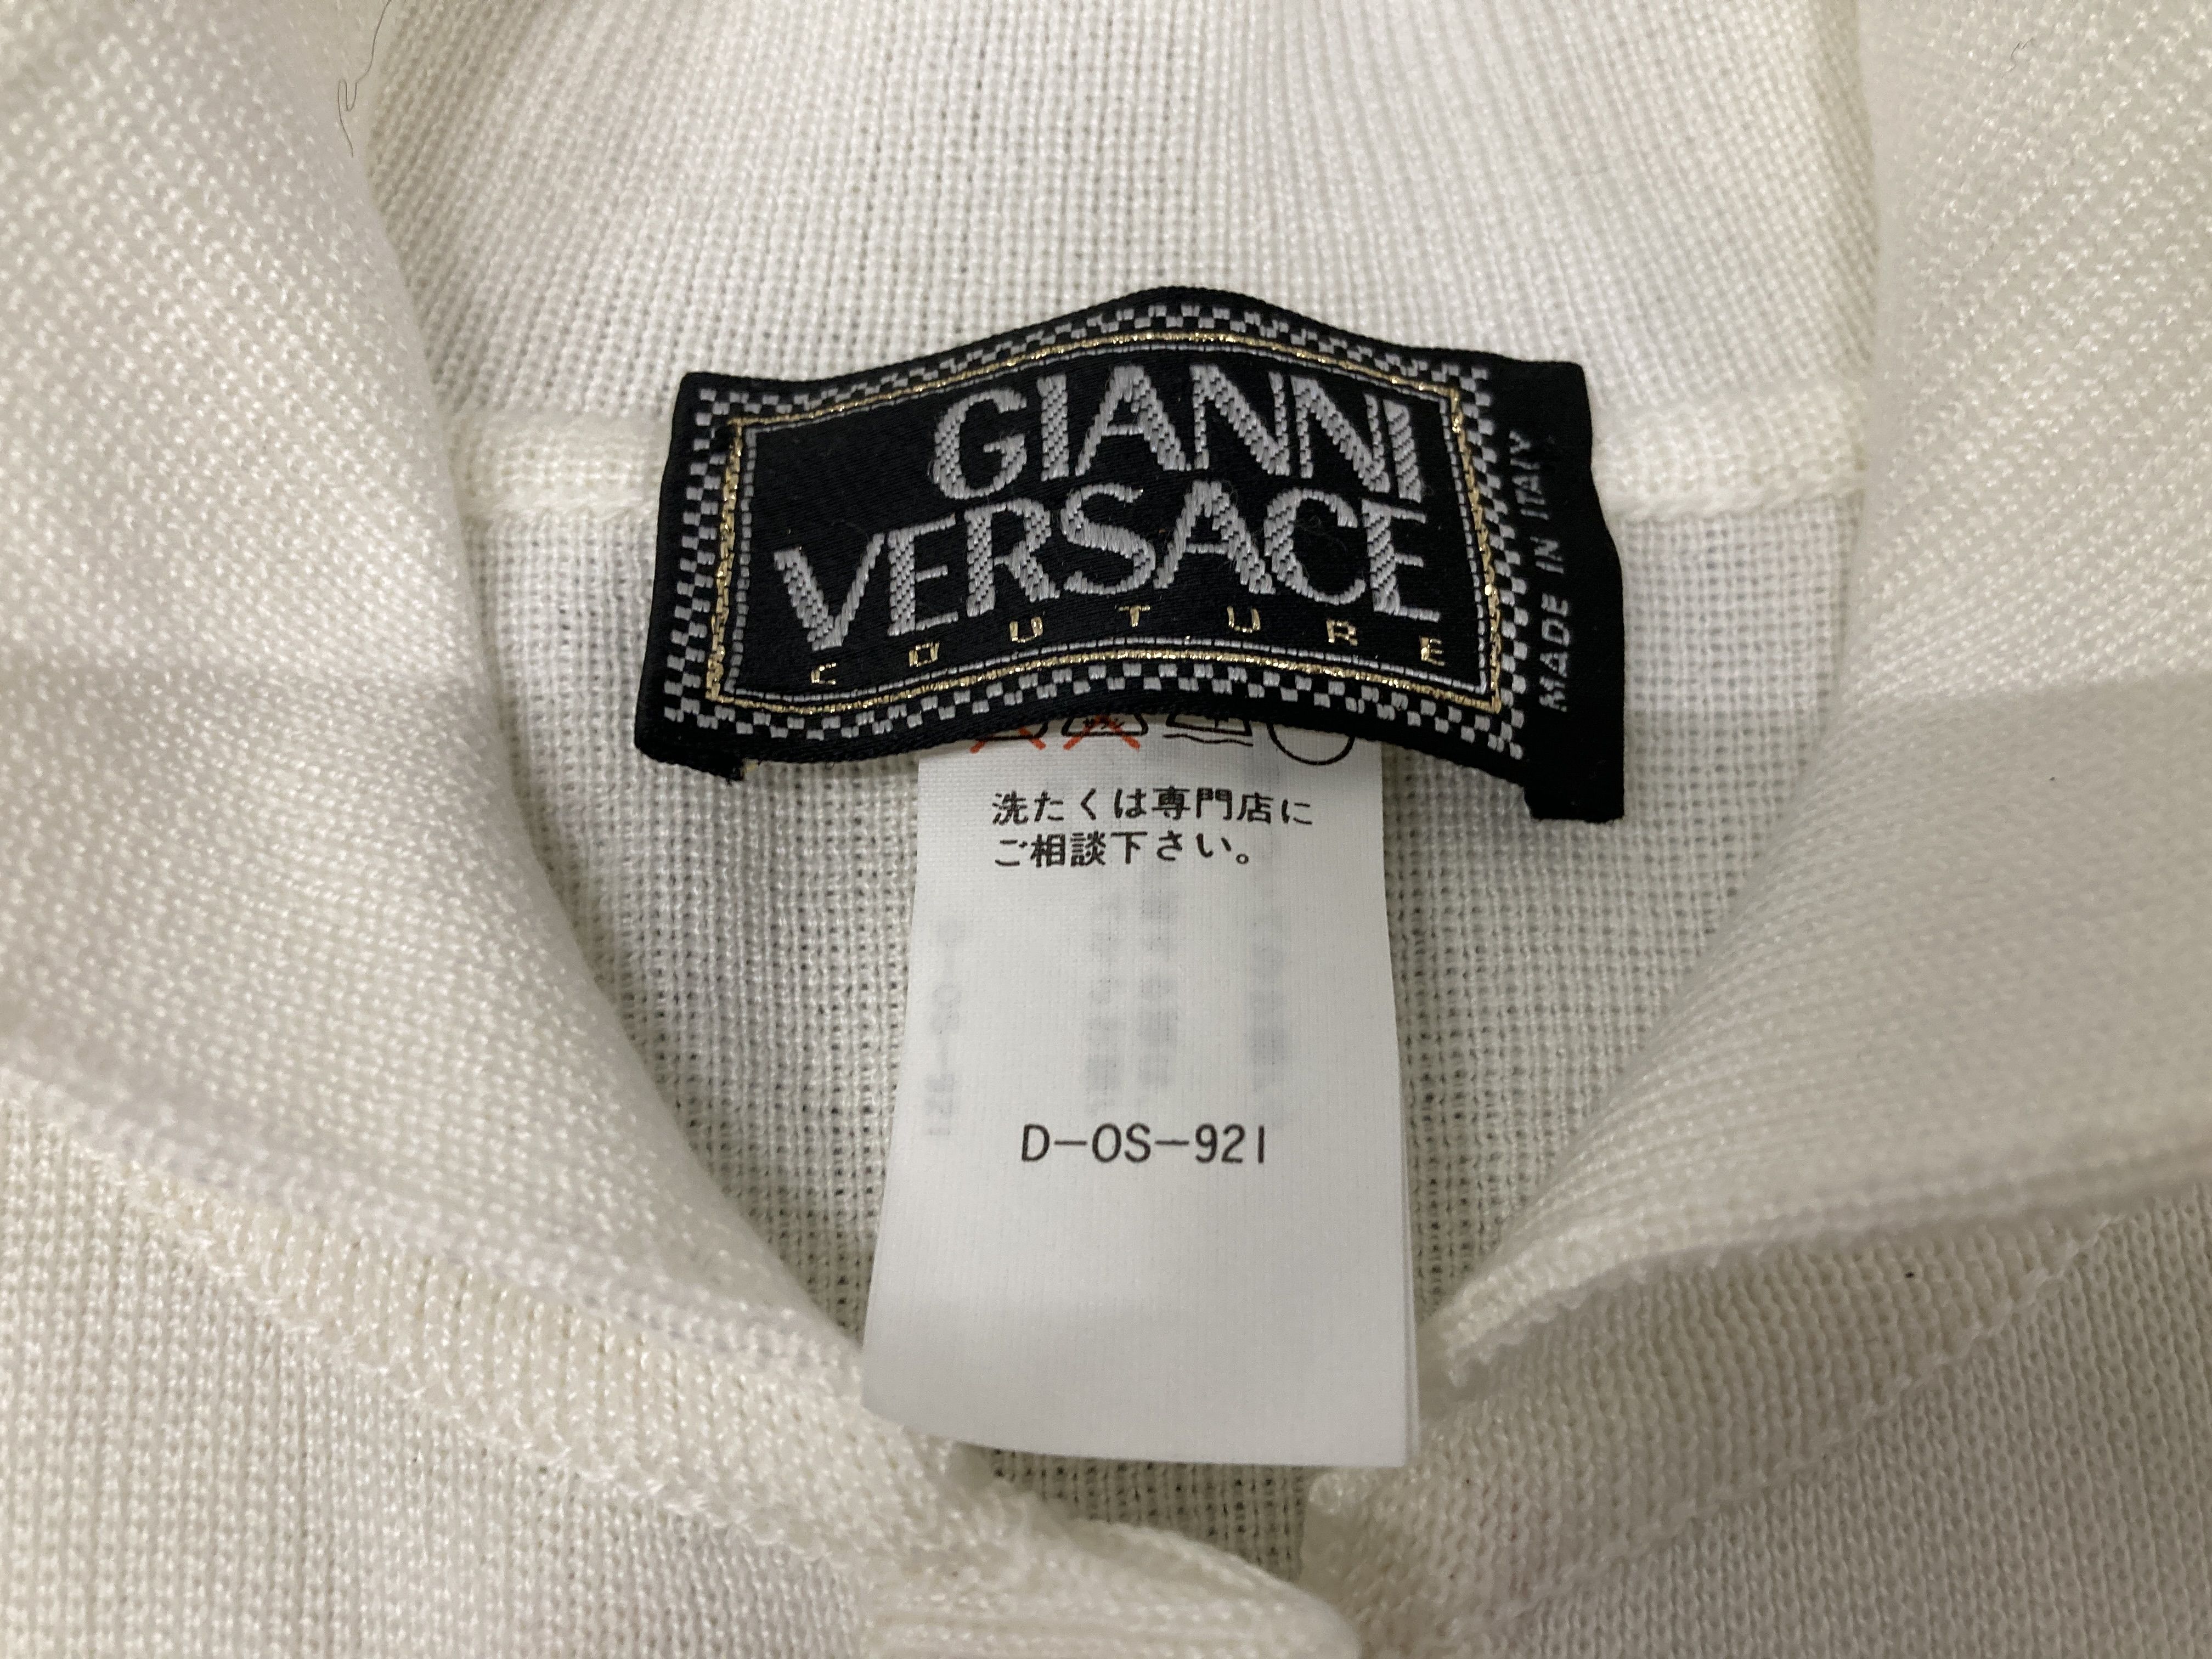 GIANNI
VERSACE
COUTURE
MADE IN ITALY
洗たくは専門店に
ご相談下さい。
D-OS-921